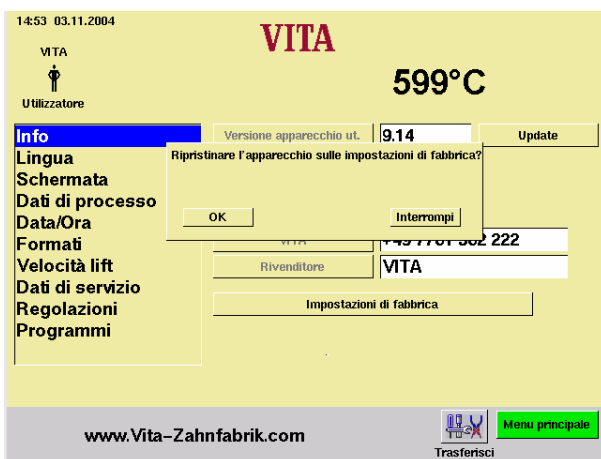 14:53 03.11.2004
VITA
VITA
599°C
Utilizzatore
Info
Lingua
Schermata
Dati di processo
Data/Ora
Formati
Velocità lift
Dati di servizio
Regolazioni
Programmi
Versione apparecchio ut.
9.14
Update
Ripristinare l'apparecchio sulle impostazioni di fabbrica?
OK
Interrompi
VITA
222
Rivenditore
VITA
Impostazioni di fabbrica
www.Vita-Zahnfabrik.com
Trasferisci
Menu principale